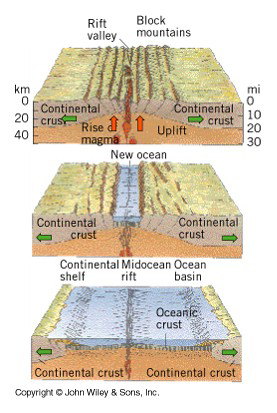 Rift valley
Block mountains
km
0
20
40
mi
0
10
20
30
Continental crust
Continental crust
Rise of magma
Uplift
New ocean
Continental crust
Continental crust
Continental shelf
Midocean rift
Ocean basin
Oceanic crust
Continental crust
Continental crust
Copyright © John Wiley & Sons, Inc.